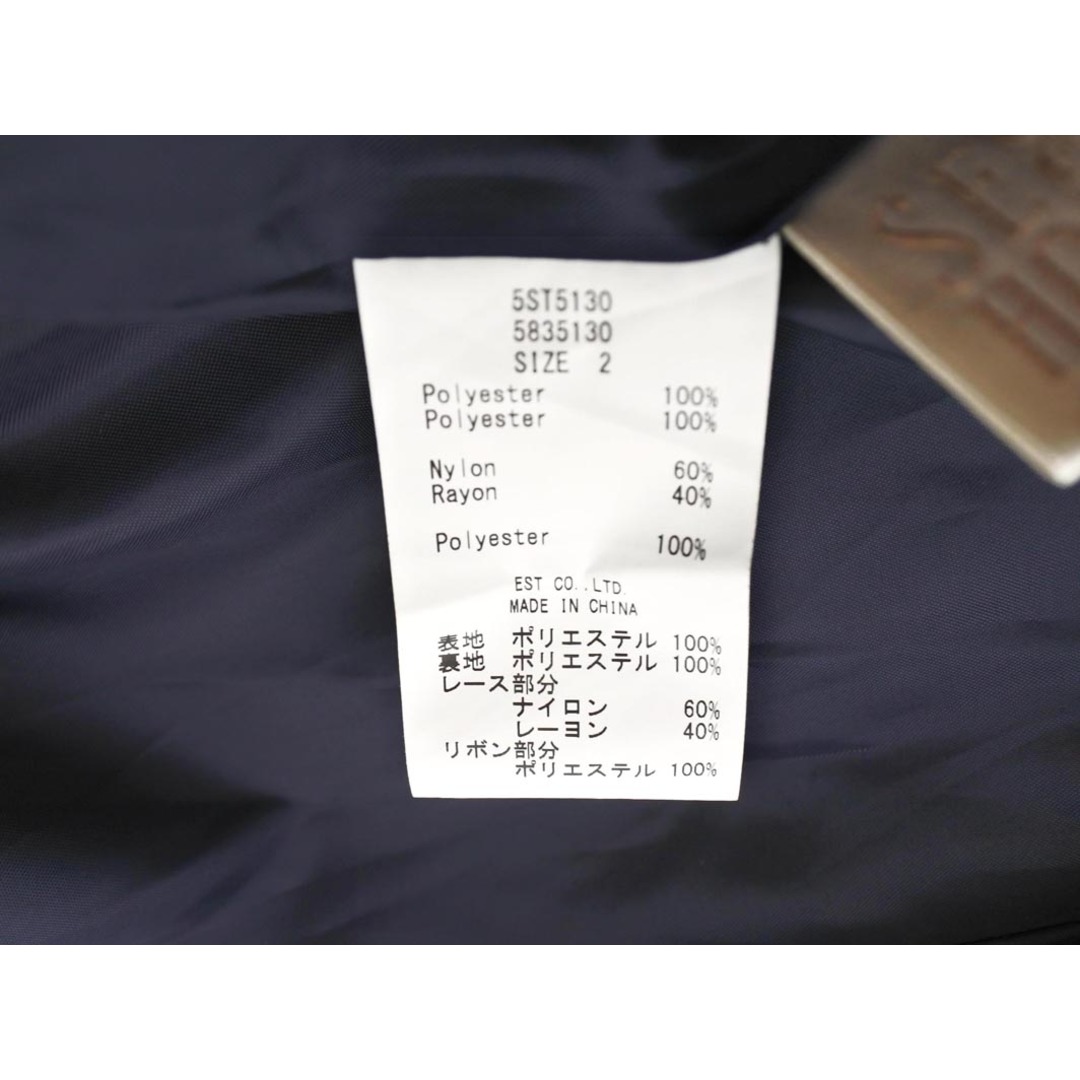 5ST5130
5835130
SIZE 2
Polyester 100%
Polyester 100%
Nylon 60%
Rayon 40%
Polyester 100%
EST CO.,LTD.
MADE IN CHINA
表地 ポリエステル 100%
裏地 ポリエステル 100%
レース部分
ナイロン 60%
レーヨン 40%
リボン部分
ポリエステル 100%